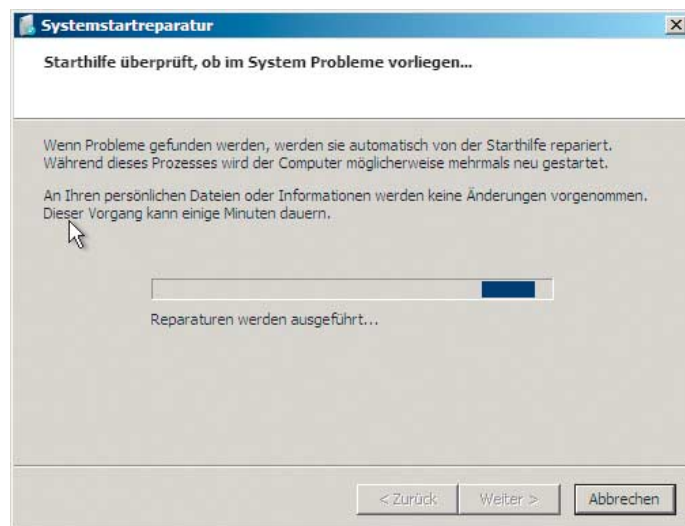 Systemstartreparatur
Starthilfe überprüft, ob im System Probleme vorliegen...
Wenn Probleme gefunden werden, werden sie automatisch von der Starthilfe repariert.
Während dieses Prozesses wird der Computer möglicherweise mehrmals neu gestartet.
An Ihren persönlichen Dateien oder Informationen werden keine Änderungen vorgenommen.
Dieser Vorgang kann einige Minuten dauern.
Reparaturen werden ausgeführt...
< Zurück Weiter > Abbrechen